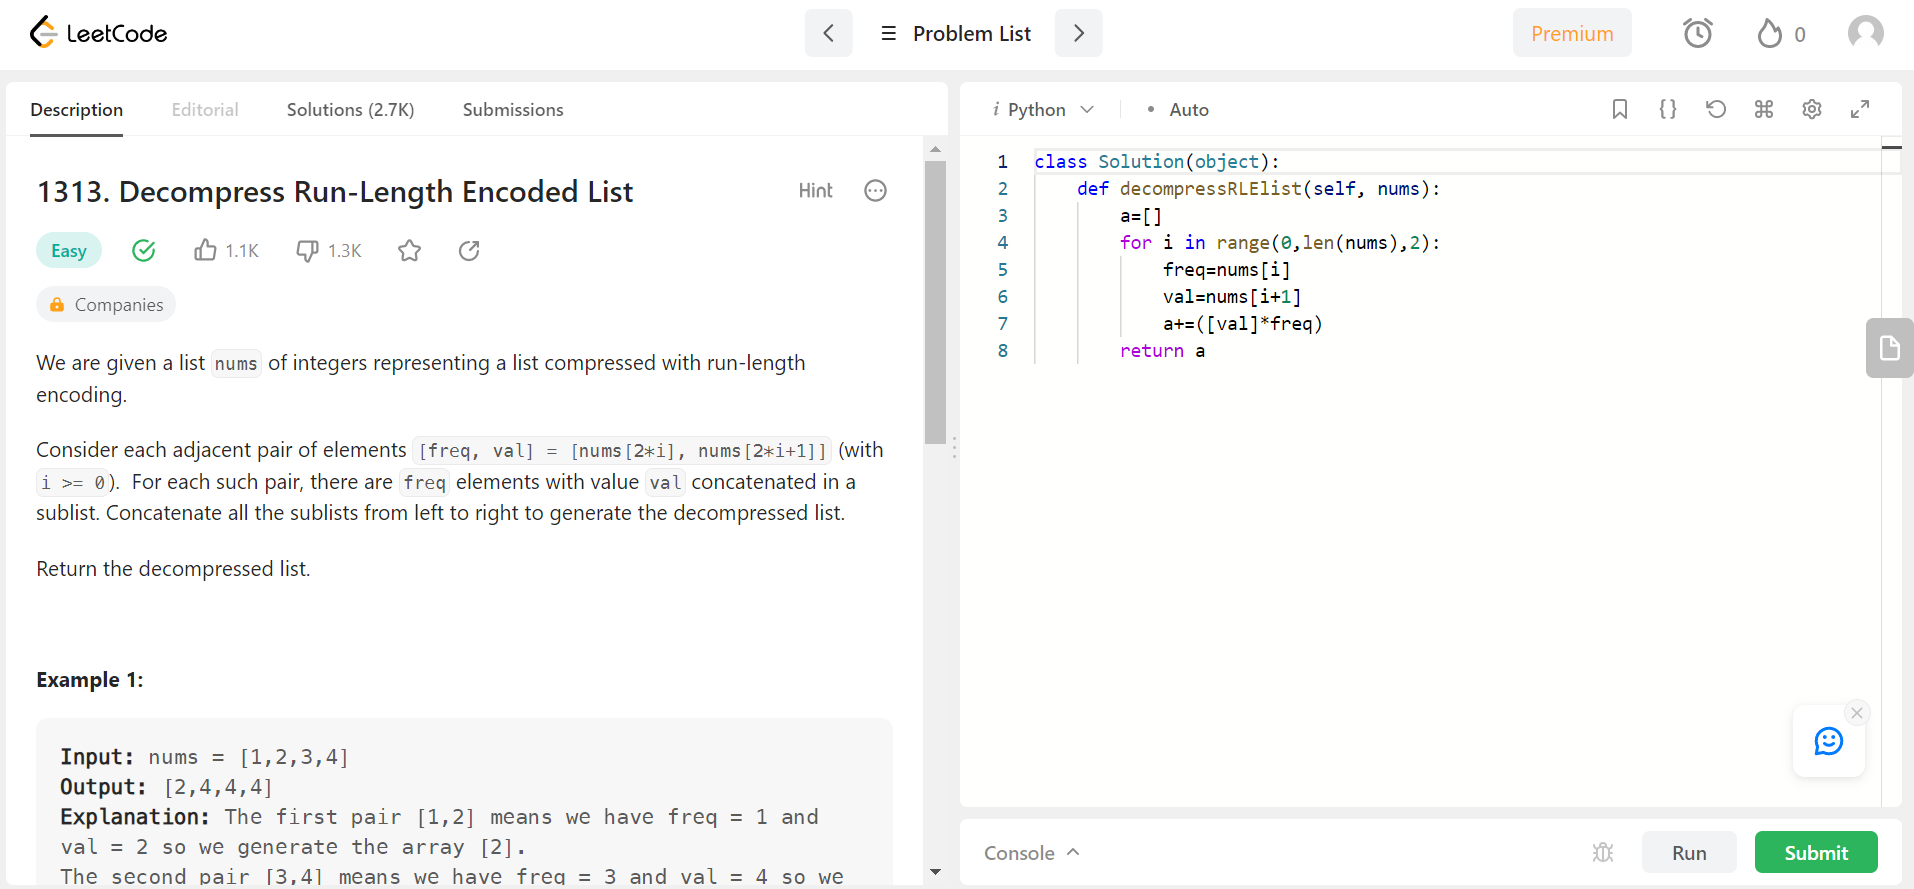 LeetCode
Problem List
Premium
0
Description Editorial Solutions (2.7K) Submissions
1313. Decompress Run-Length Encoded List
Hint
Easy 1.1K 1.3K
Companies
We are given a list nums of integers representing a list compressed with run-length
encoding.
Consider each adjacent pair of elements [freq, val] = [nums[2*i], nums[2*i+1]] (with
i >= 0). For each such pair, there are freq elements with value val concatenated in a
sublist. Concatenate all the sublists from left to right to generate the decompressed list.
Return the decompressed list.
Example 1:
Input: nums = [1,2,3,4]
Output: [2,4,4,4]
Explanation: The first pair [1,2] means we have freq = 1 and
val = 2 so we generate the array [2].
The second pair [3,4] means we have freq = 3 and val = 4 so we
i Python • Auto
1 class Solution(object):
2     def decompressRLElist(self, nums):
3         a=[]
4         for i in range(0,len(nums),2):
5             freq=nums[i]
6             val=nums[i+1]
7             a+=([val]*freq)
8         return a
Console
Run
Submit